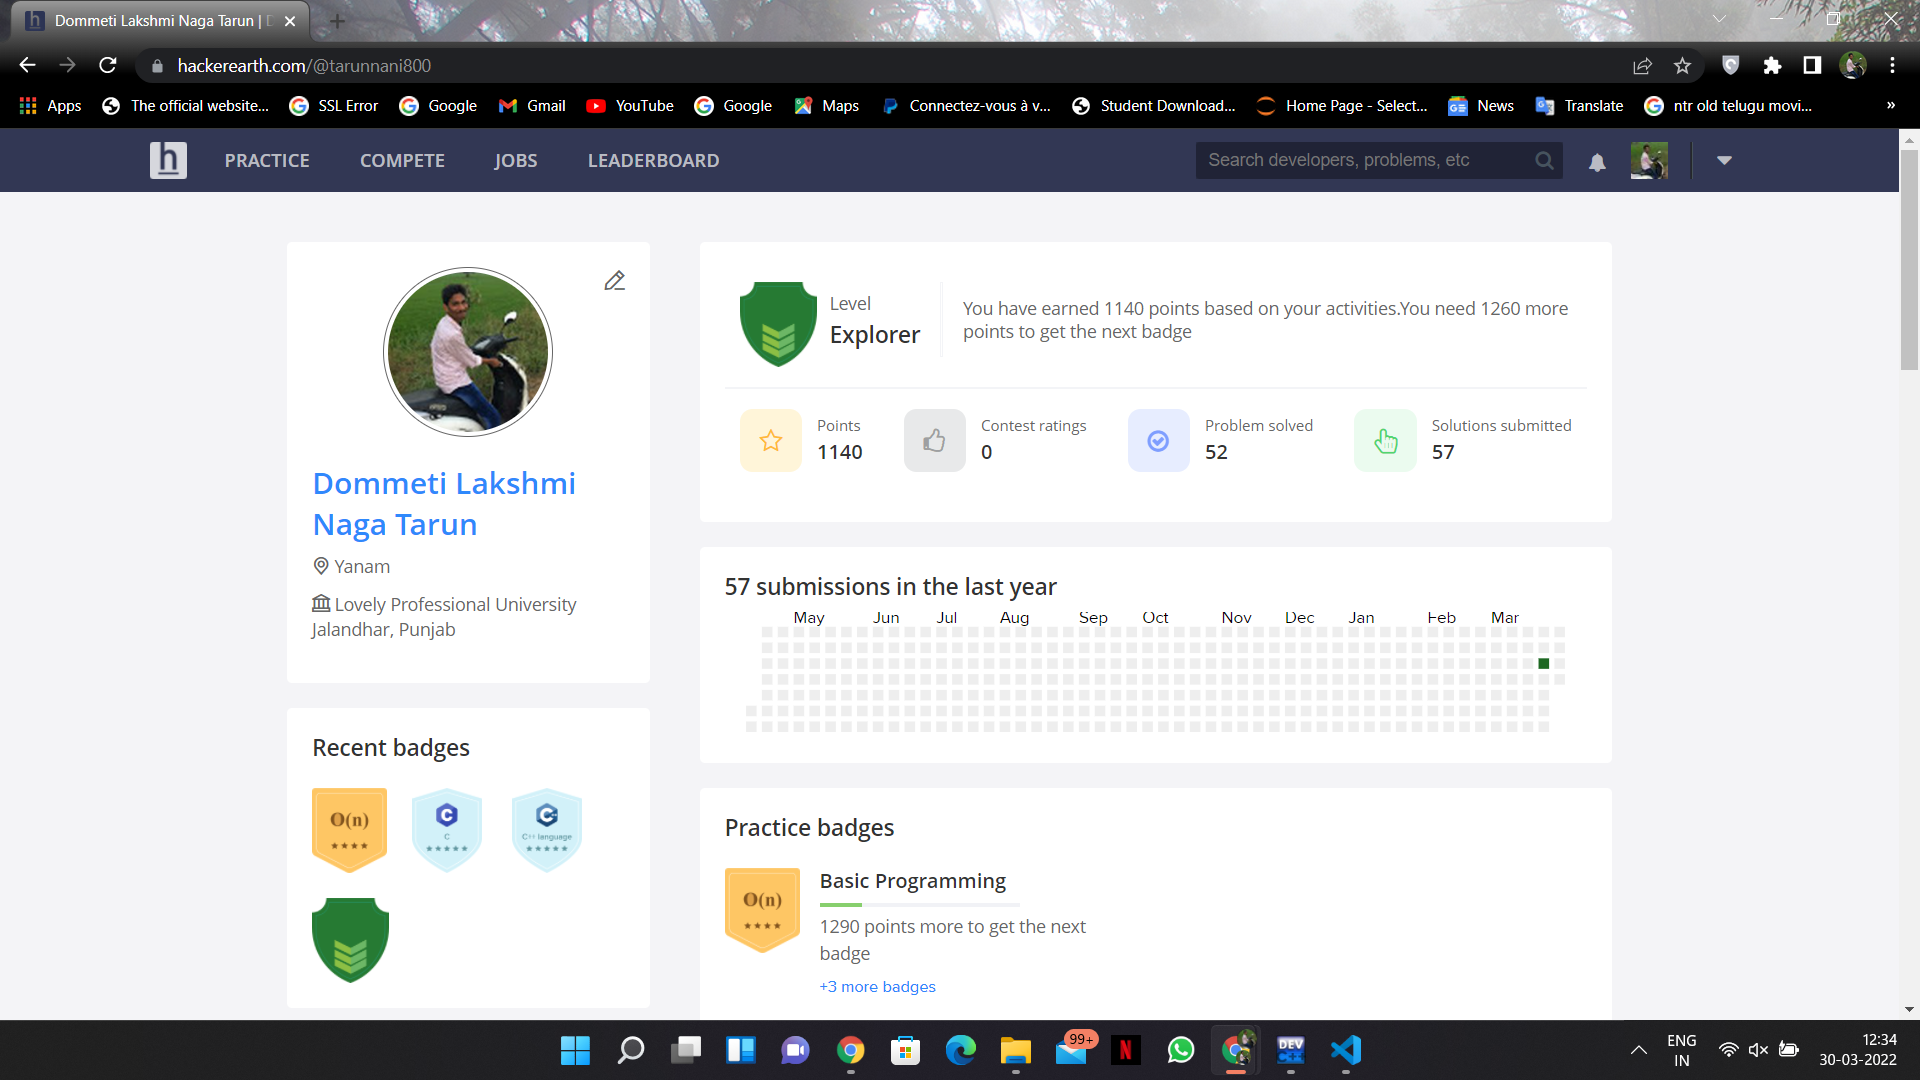 Dommeti Lakshmi Naga Tarun |
hackerearth.com/@tarunnani800
Apps
The official website...
SSL Error
Google
Gmail
YouTube
Google
Maps
Connectez-vous à v...
Student Download...
Home Page - Select...
News
Translate
ntr old telugu movi...
»
h
PRACTICE
COMPETE
JOBS
LEADERBOARD
Search developers, problems, etc
Dommeti Lakshmi
Naga Tarun
Yanam
Lovely Professional University
Jalandhar, Punjab
Recent badges
O(n)
C
C
C
C++ language
Level
Explorer
You have earned 1140 points based on your activities.You need 1260 more
points to get the next badge
Points
1140
Contest ratings
0
Problem solved
52
Solutions submitted
57
57 submissions in the last year
May Jun Jul Aug Sep Oct Nov Dec Jan Feb Mar
Practice badges
O(n)
Basic Programming
1290 points more to get the next
badge
+3 more badges
99+
N
DEV
C++
ENG
IN
12:34
30-03-2022